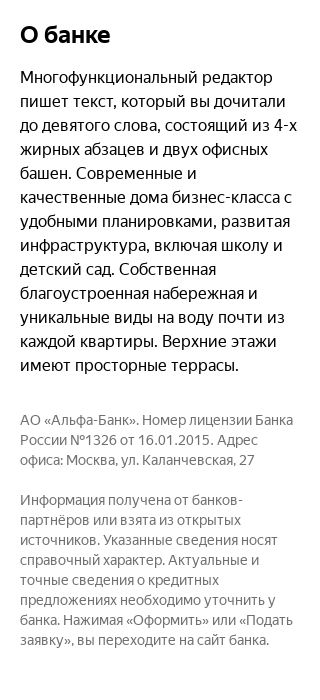 О банке
Многофункциональный редактор
пишет текст, который вы дочитали
до девятого слова, состоящий из 4-х
жирных абзацев и двух офисных
башен. Современные и
качественные дома бизнес-класса с
удобными планировками, развитая
инфраструктура, включая школу и
детский сад. Собственная
благоустроенная набережная и
уникальные виды на воду почти из
каждой квартиры. Верхние этажи
имеют просторные террасы.
АО «Альфа-Банк». Номер лицензии Банка
России №1326 от 16.01.2015. Адрес
офиса: Москва, ул. Каланчевская, 27
Информация получена от банков-
партнёров или взята из открытых
источников. Указанные сведения носят
справочный характер. Актуальные и
точные сведения о кредитных
предложениях необходимо уточнить у
банка. Нажимая «Оформить» или «Подать
заявку», вы переходите на сайт банка.